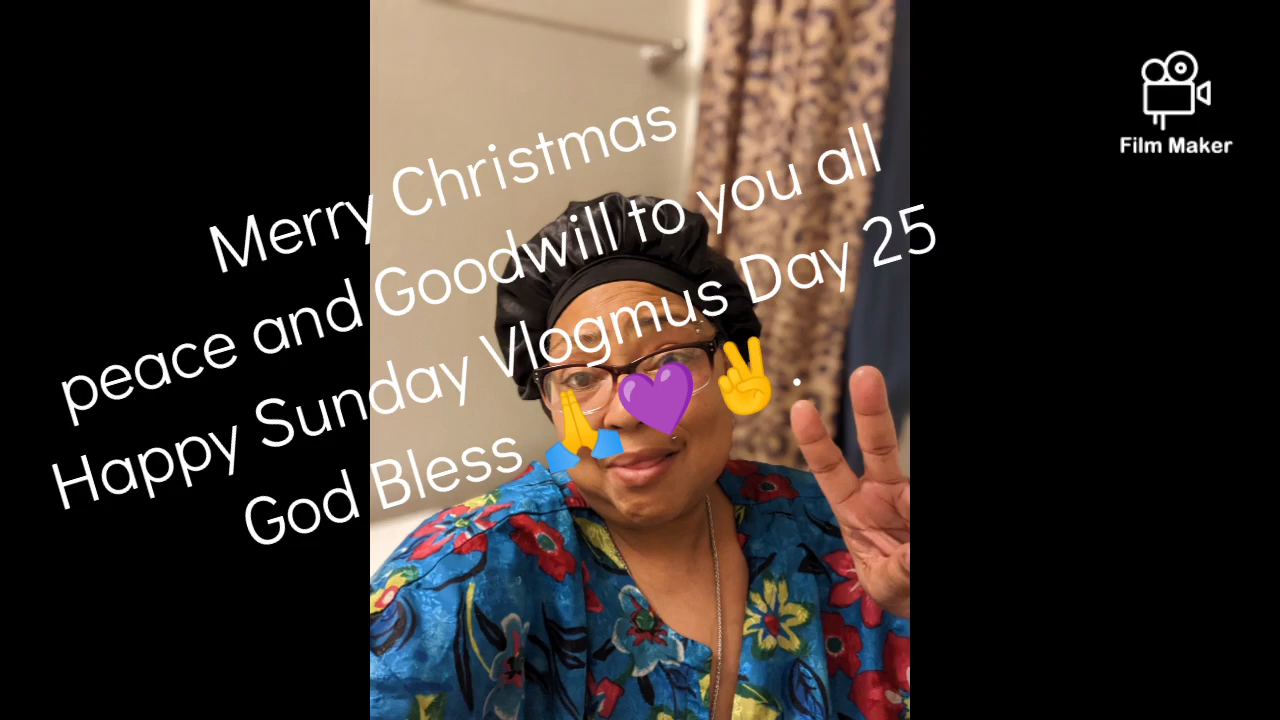 Merry Christmas
peace and Goodwill to you all
Happy Sunday Vlogmus Day 25
God Bless 🙏 💜 ✌️ .
Film Maker